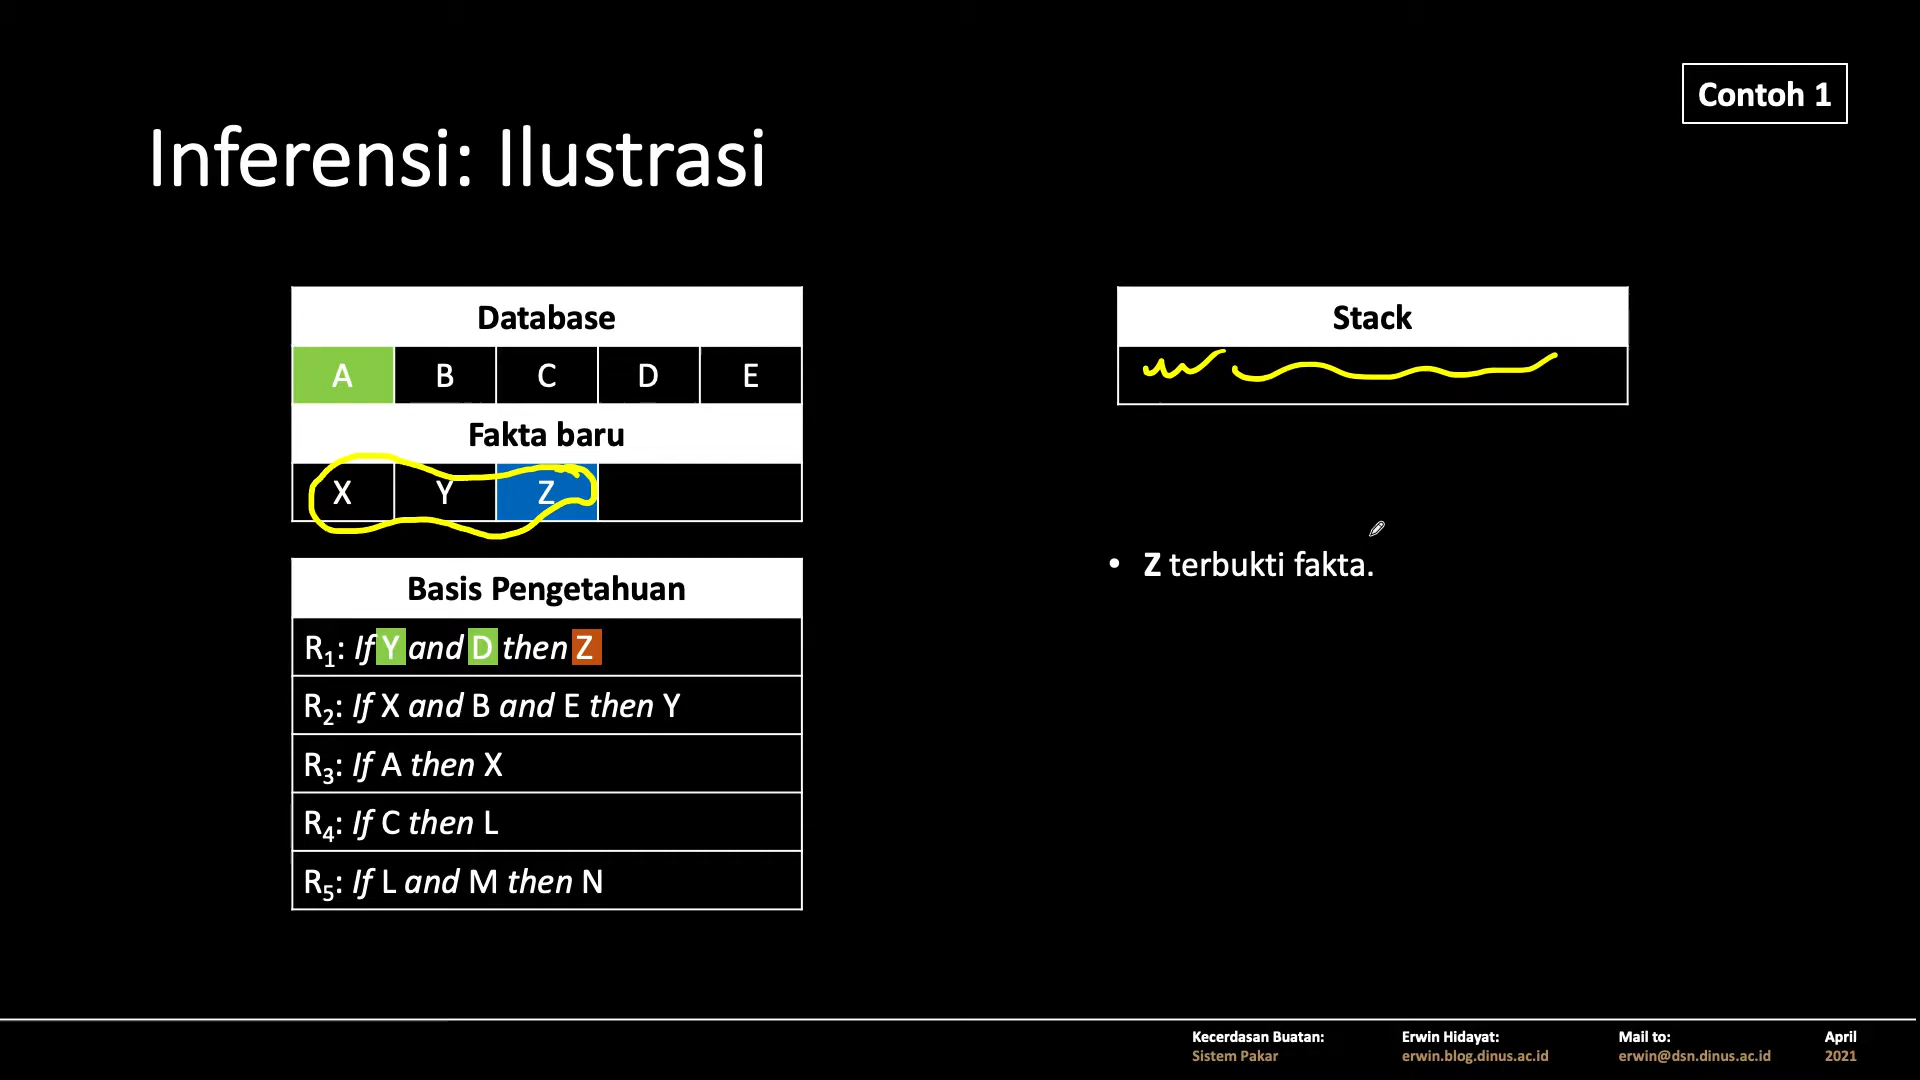 Contoh 1
Inferensi: Ilustrasi
Database
A B C D E
Fakta baru
X Y Z
Basis Pengetahuan
R1: If Y and D then Z
R2: If X and B and E then Y
R3: If A then X
R4: If C then L
R5: If L and M then N
Stack
• Z terbukti fakta.
Kecerdasan Buatan:
Sistem Pakar
Erwin Hidayat:
erwin.blog.dinus.ac.id
Mail to:
erwin@dsn.dinus.ac.id
April
2021